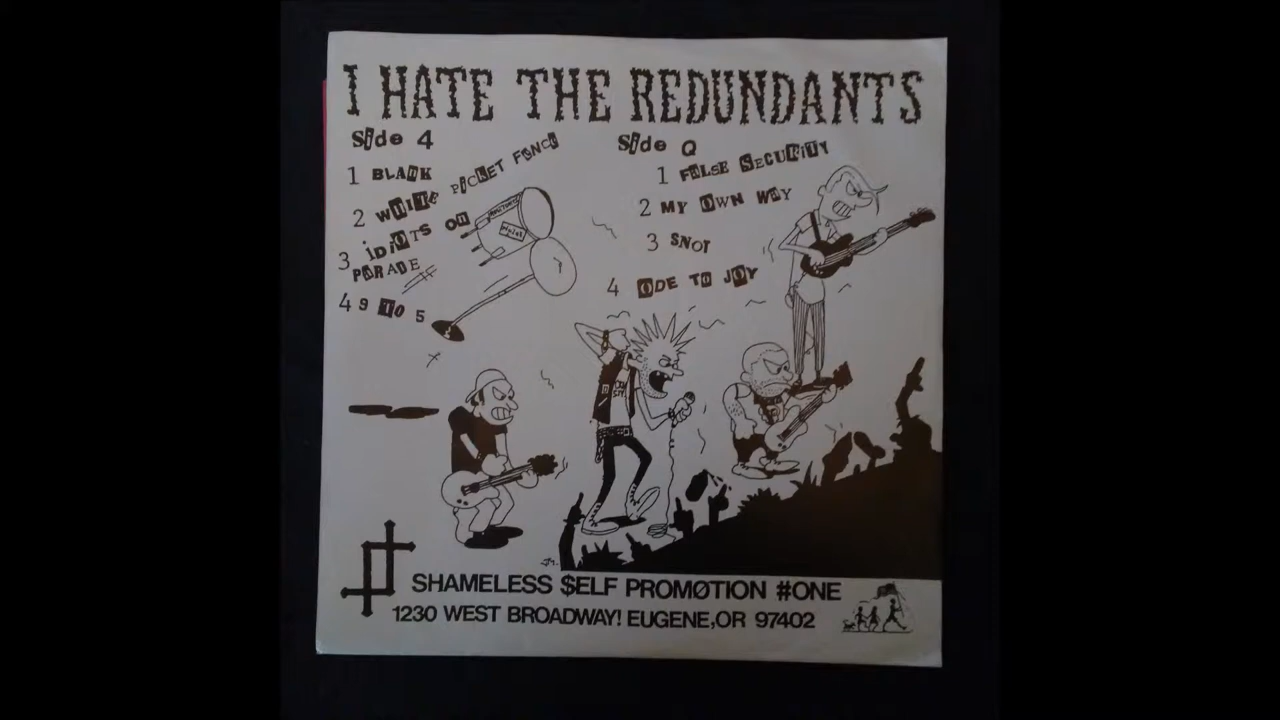 I HATE THE REDUNDANTS
Side 4
1 BLANK
2 WHITE PICKET FENCE
3 IDIOTS ON
PARADE
4 9 TO 5
Side Q
1 FALSE SECURITY
2 MY OWN WAY
3 SNOT
4 ODE TO JOY
SHAMELESS $ELF PROMØTION #ONE
1230 WEST BROADWAY! EUGENE,OR 97402